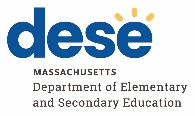 dese
MASSACHUSETTS
Department of Elementary
and Secondary Education